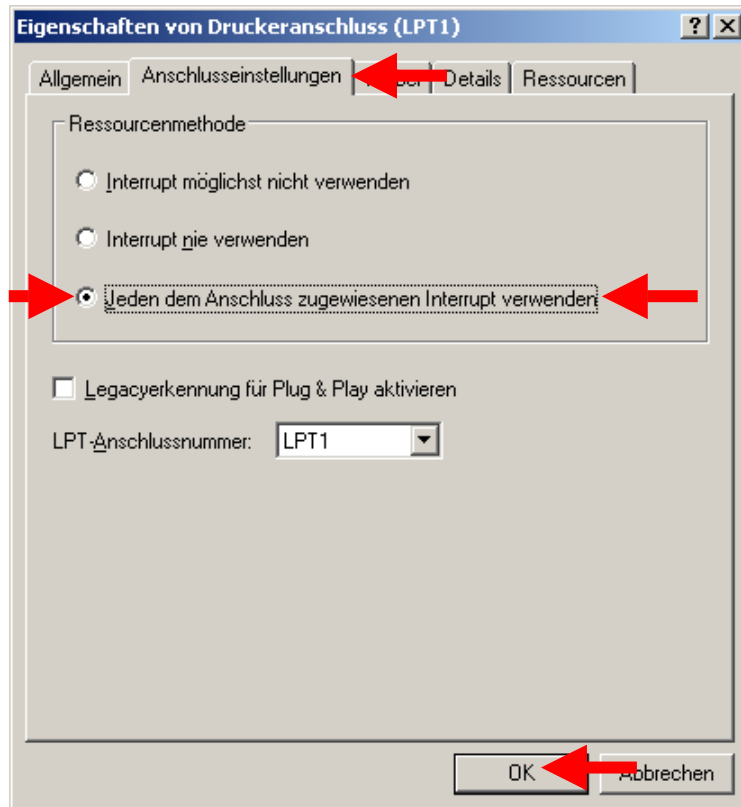 Eigenschaften von Druckeranschluss (LPT1)
Allgemein Anschlusseinstellungen Details Ressourcen
Ressourcenmethode
Interrupt möglichst nicht verwenden
Interrupt nie verwenden
Jeden dem Anschluss zugewiesenen Interrupt verwenden
Legacyerkennung für Plug & Play aktivieren
LPT-Anschlussnummer: LPT1
OK Abbrechen